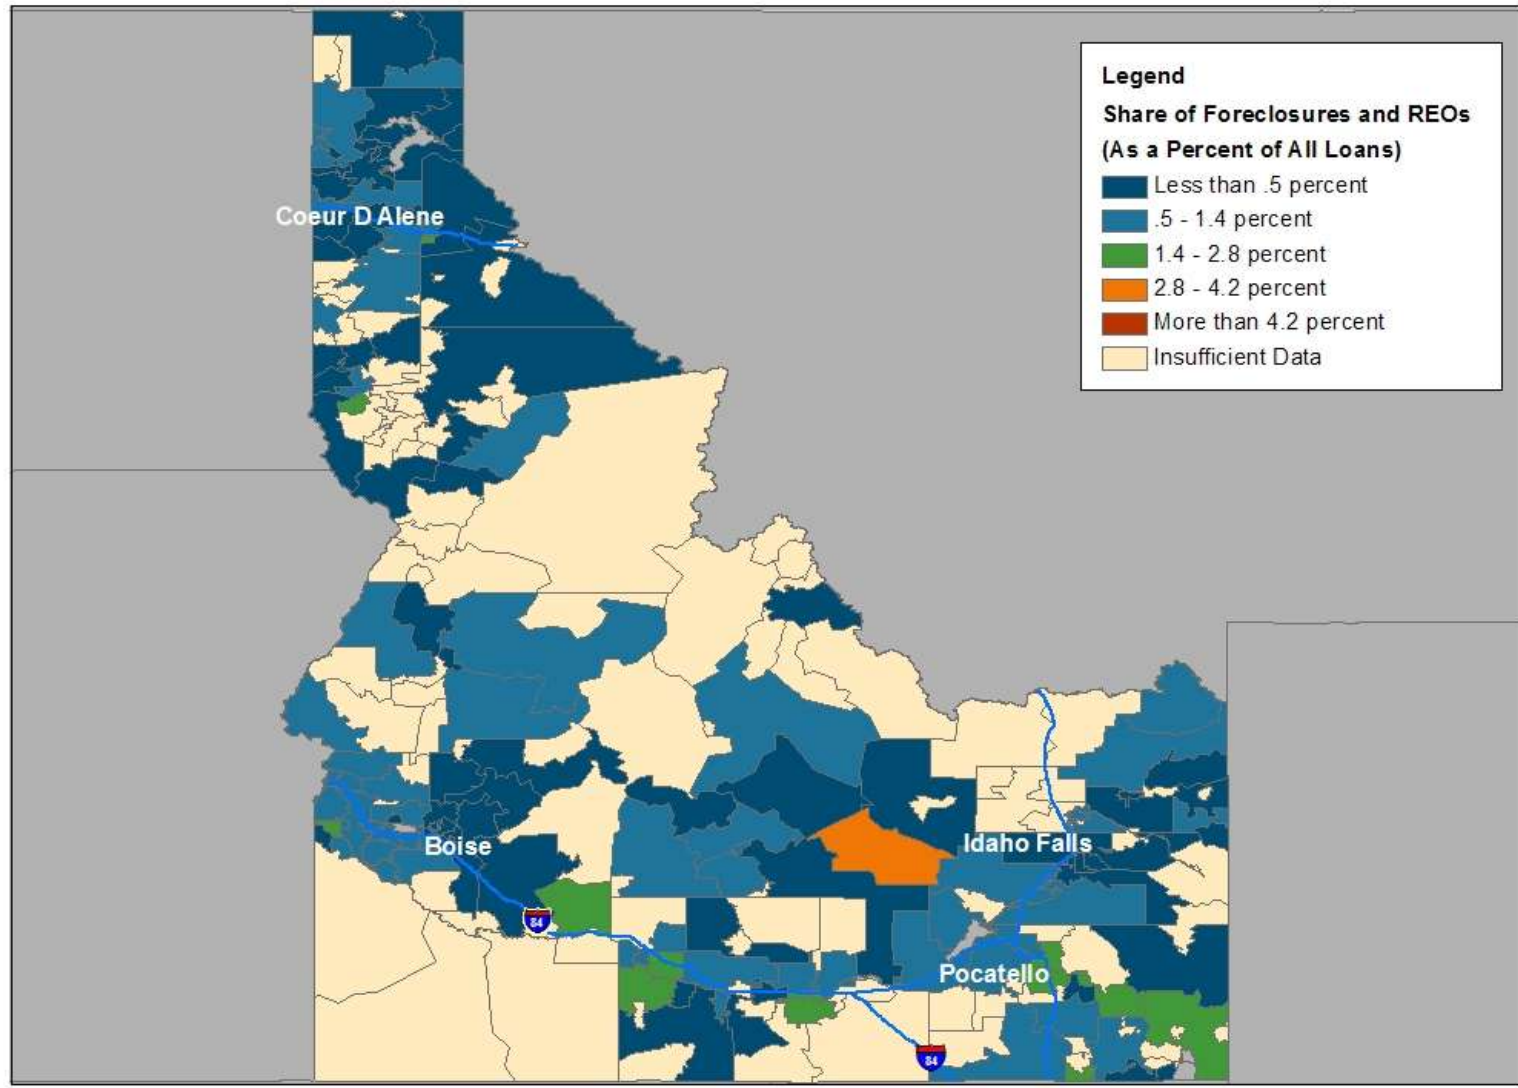 Legend
Share of Foreclosures and REOs
(As a Percent of All Loans)
Less than .5 percent
.5 - 1.4 percent
1.4 - 2.8 percent
2.8 - 4.2 percent
More than 4.2 percent
Insufficient Data
Coeur D Alene
Boise
Idaho Falls
84
Pocatello
84